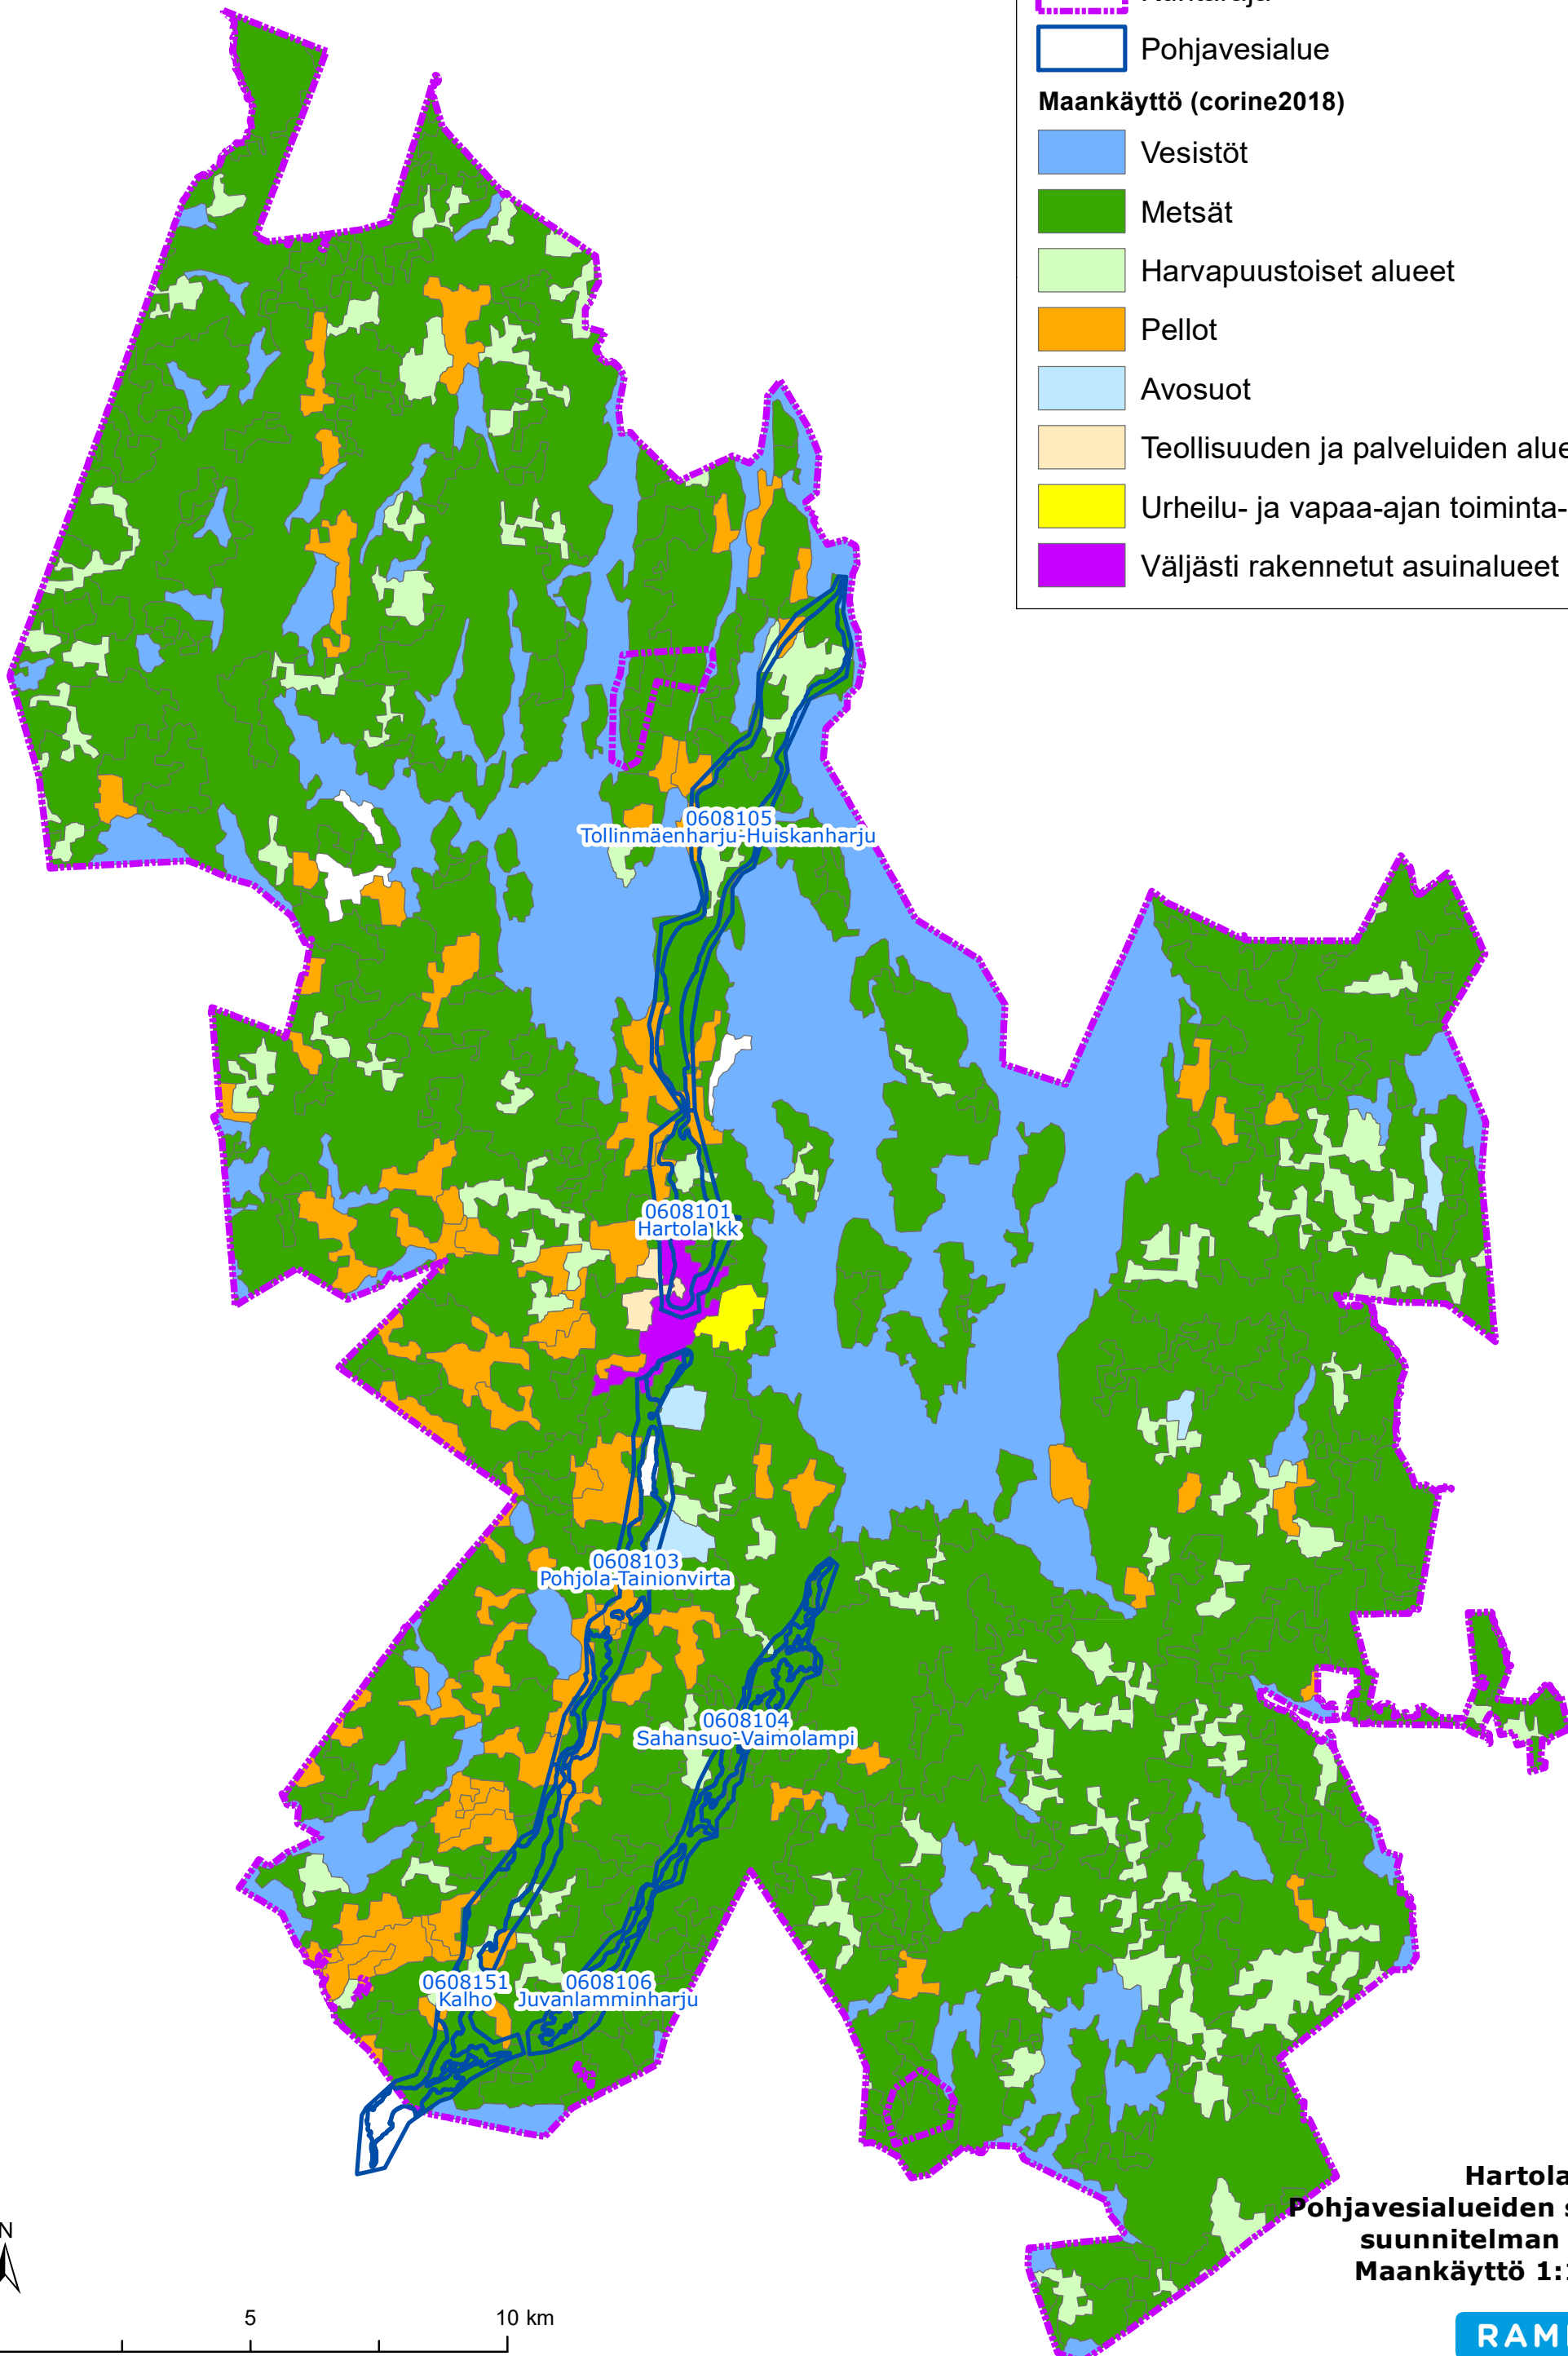 Pohjavesialue
Maankäyttö (corine2018)
Vesistöt
Metsät
Harvapuustoiset alueet
Pellot
Avosuot
Teollisuuden ja palveluiden
Urheilu- ja vapaa-ajan toiminta-
Väljästi rakennetut asuinalueet
0608105
Tollinmäenharju-Huiskanharju
0608101
Hartola kk
0608103
Pohjola-Tainionvirta
0608104
Sahansuo-Vaimolampi
0608151
Kalho
0608106
Juvanlamminharju
N
5
10 km
Hartola
Pohjavesialueiden
suunnitelman
Maankäyttö